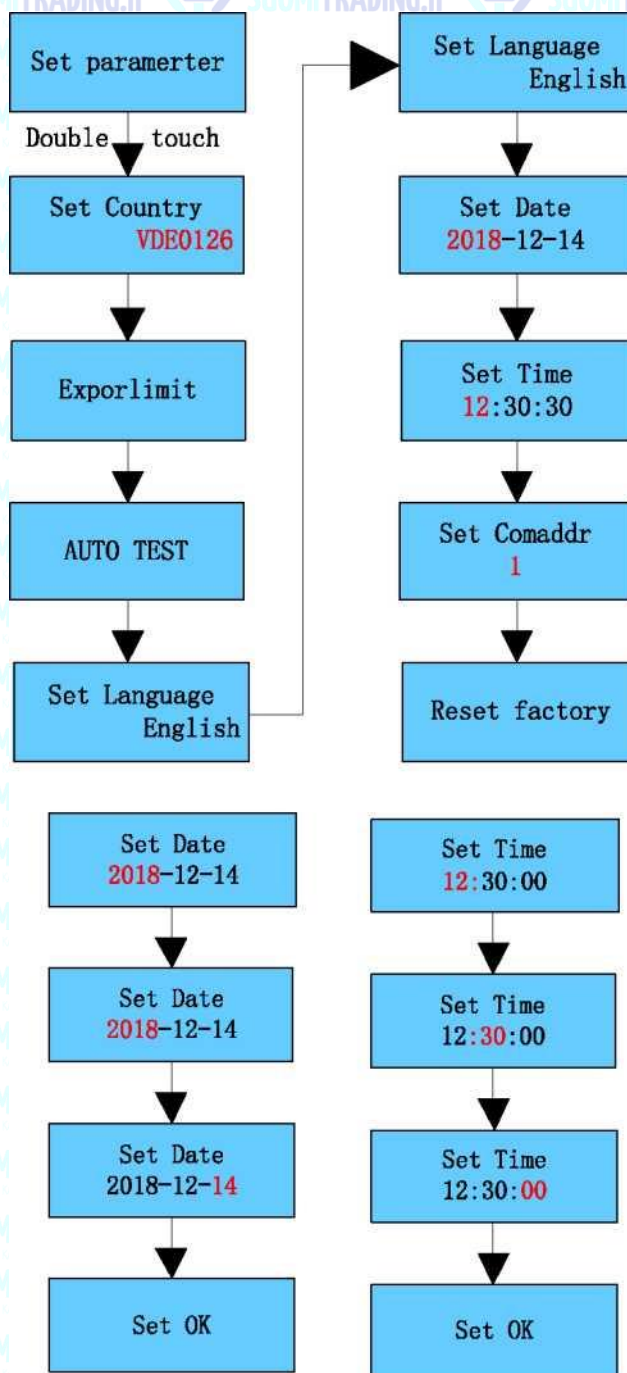 Set paramerter
Double touch
Set Country
VDE0126
Exporlimit
AUTO TEST
Set Language
English
Set Language
English
Set Date
2018-12-14
Set Time
12:30:30
Set Comaddr
1
Reset factory
Set Date
2018-12-14
Set Date
2018-12-14
Set Date
2018-12-14
Set OK
Set Time
12:30:00
Set Time
12:30:00
Set Time
12:30:00
Set OK